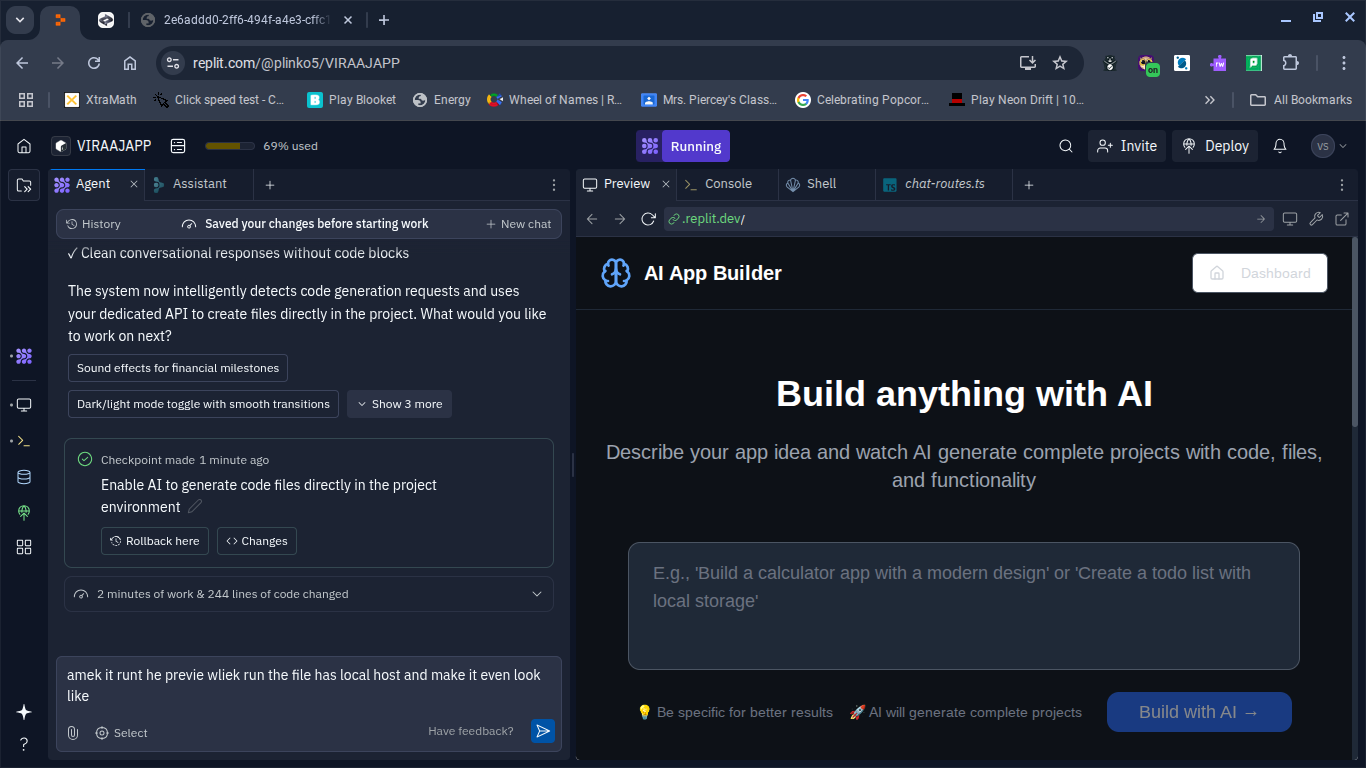 2e6addd0-2ff6-494f-a4e3-cffc1
replit.com/@plinko5/VIRAAJAPP
on
rw
XtraMath
Click speed test - C...
Play Blooket
Energy
Wheel of Names | R...
Mrs. Piercey's Class...
Celebrating Popcor...
Play Neon Drift | 10...
All Bookmarks
VIRAAJAPP
69% used
Running
Invite
Deploy
VS
Agent
Assistant
Preview
Console
Shell
TS
chat-routes.ts
History
Saved your changes before starting work
New chat
.replit.dev/
✓ Clean conversational responses without code blocks
The system now intelligently detects code generation requests and uses
your dedicated API to create files directly in the project. What would you like
to work on next?
Sound effects for financial milestones
Dark/light mode toggle with smooth transitions
Show 3 more
Checkpoint made 1 minute ago
Enable AI to generate code files directly in the project
environment
Rollback here
Changes
2 minutes of work & 244 lines of code changed
amek it runt he previe wliek run the file has local host and make it even look
like
Select
Have feedback?
AI App Builder
Dashboard
Build anything with AI
Describe your app idea and watch AI generate complete projects with code, files,
and functionality
E.g., 'Build a calculator app with a modern design' or 'Create a todo list with
local storage'
💡 Be specific for better results
🚀 AI will generate complete projects
Build with AI →